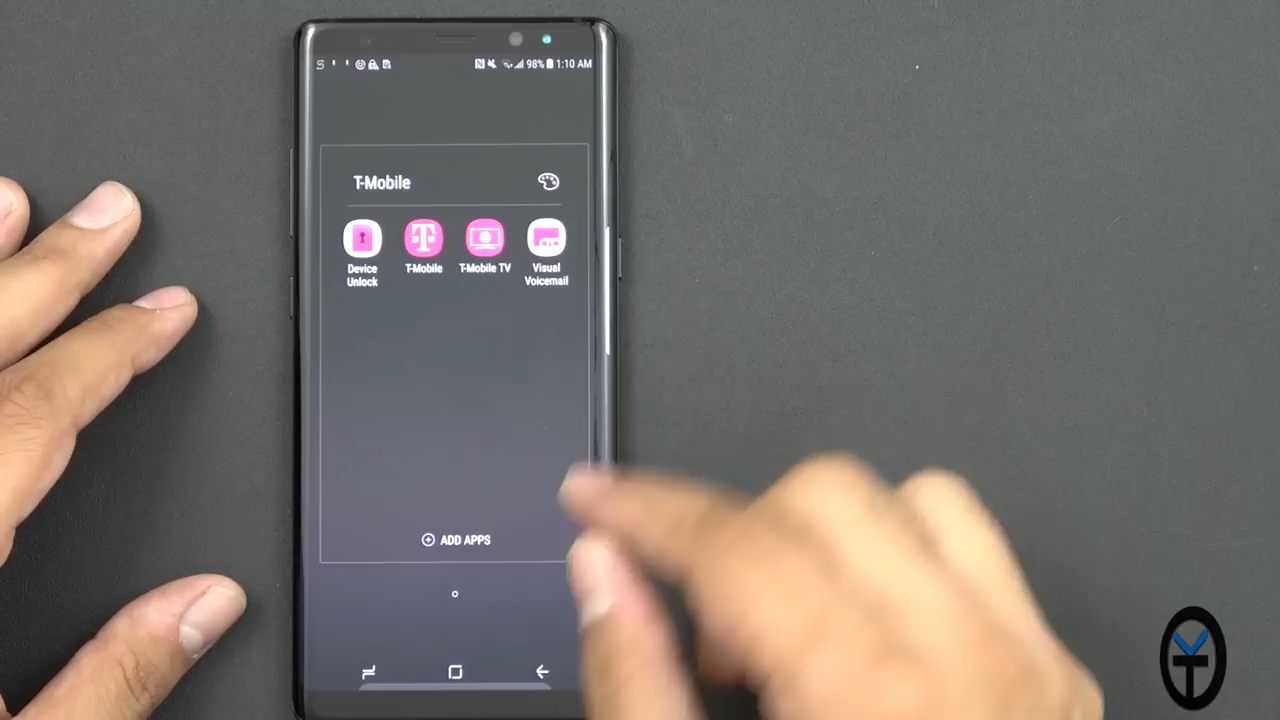 98% 1:10 AM
T-Mobile
Device Unlock
T-Mobile
T-Mobile TV
Visual Voicemail
ADD APPS